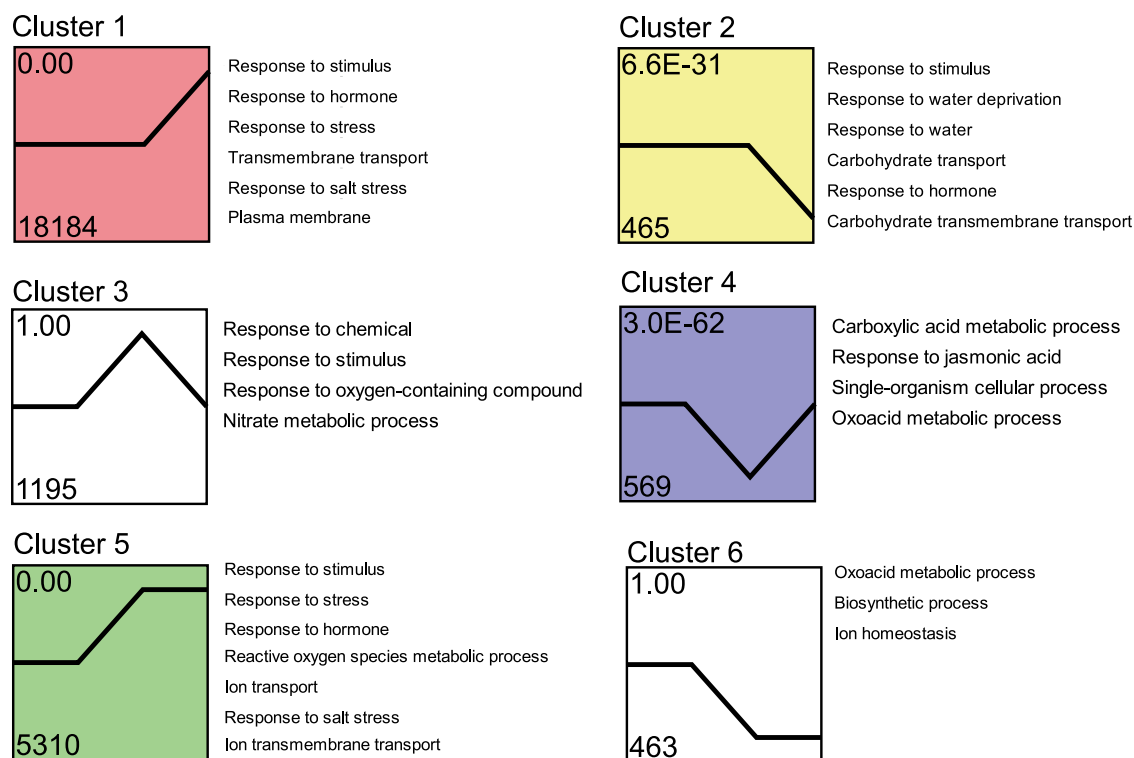 Cluster 1
0.00
18184
Response to stimulus
Response to hormone
Response to stress
Transmembrane transport
Response to salt stress
Plasma membrane
Cluster 2
6.6E-31
465
Response to stimulus
Response to water deprivation
Response to water
Carbohydrate transport
Response to hormone
Carbohydrate transmembrane transport
Cluster 3
1.00
1195
Response to chemical
Response to stimulus
Response to oxygen-containing compound
Nitrate metabolic process
Cluster 4
3.0E-62
569
Carboxylic acid metabolic process
Response to jasmonic acid
Single-organism cellular process
Oxoacid metabolic process
Cluster 5
0.00
5310
Response to stimulus
Response to stress
Response to hormone
Reactive oxygen species metabolic process
Ion transport
Response to salt stress
Ion transmembrane transport
Cluster 6
1.00
463
Oxoacid metabolic process
Biosynthetic process
Ion homeostasis